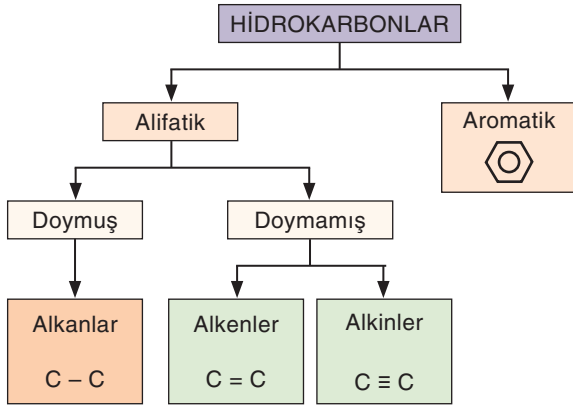 HİDROKARBONLAR
Alifatik
Aromatik
Doymuş
Doymamış
Alkanlar
C – C
Alkenler
C = C
Alkinler
C ≡ C